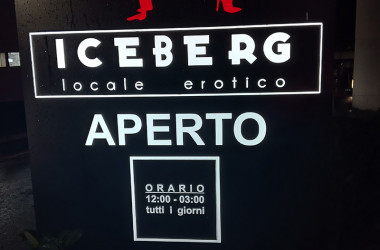 ICEBERG
locale erotico
APERTO
ORARIO
12:00 - 03:00
tutti i giorni